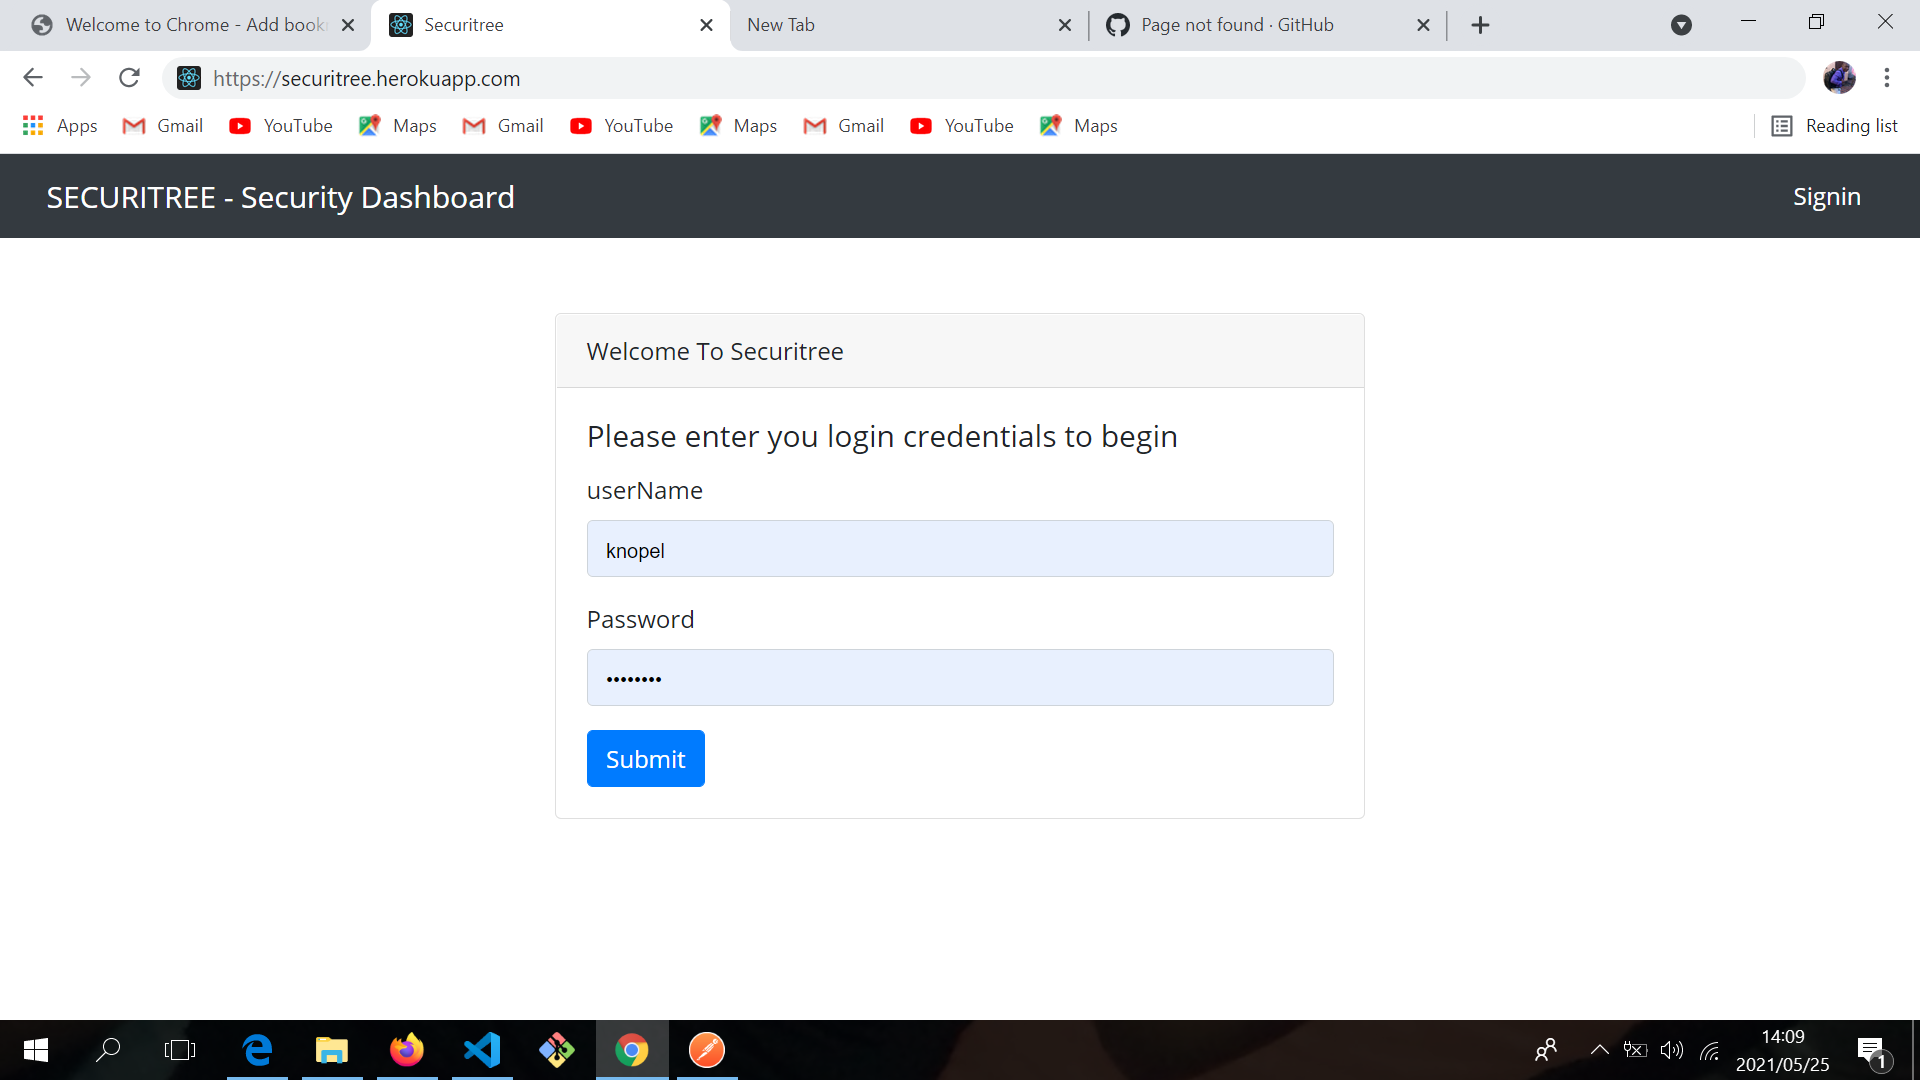 Welcome to Chrome - Add book
Securitree
New Tab
Page not found · GitHub
https://securitree.herokuapp.com
Apps
Gmail
YouTube
Maps
Gmail
YouTube
Maps
Gmail
YouTube
Maps
Reading list
SECURITREE - Security Dashboard
Signin
Welcome To Securitree
Please enter you login credentials to begin
userName
knopel
Password
••••••••
Submit
14:09
2021/05/25
1